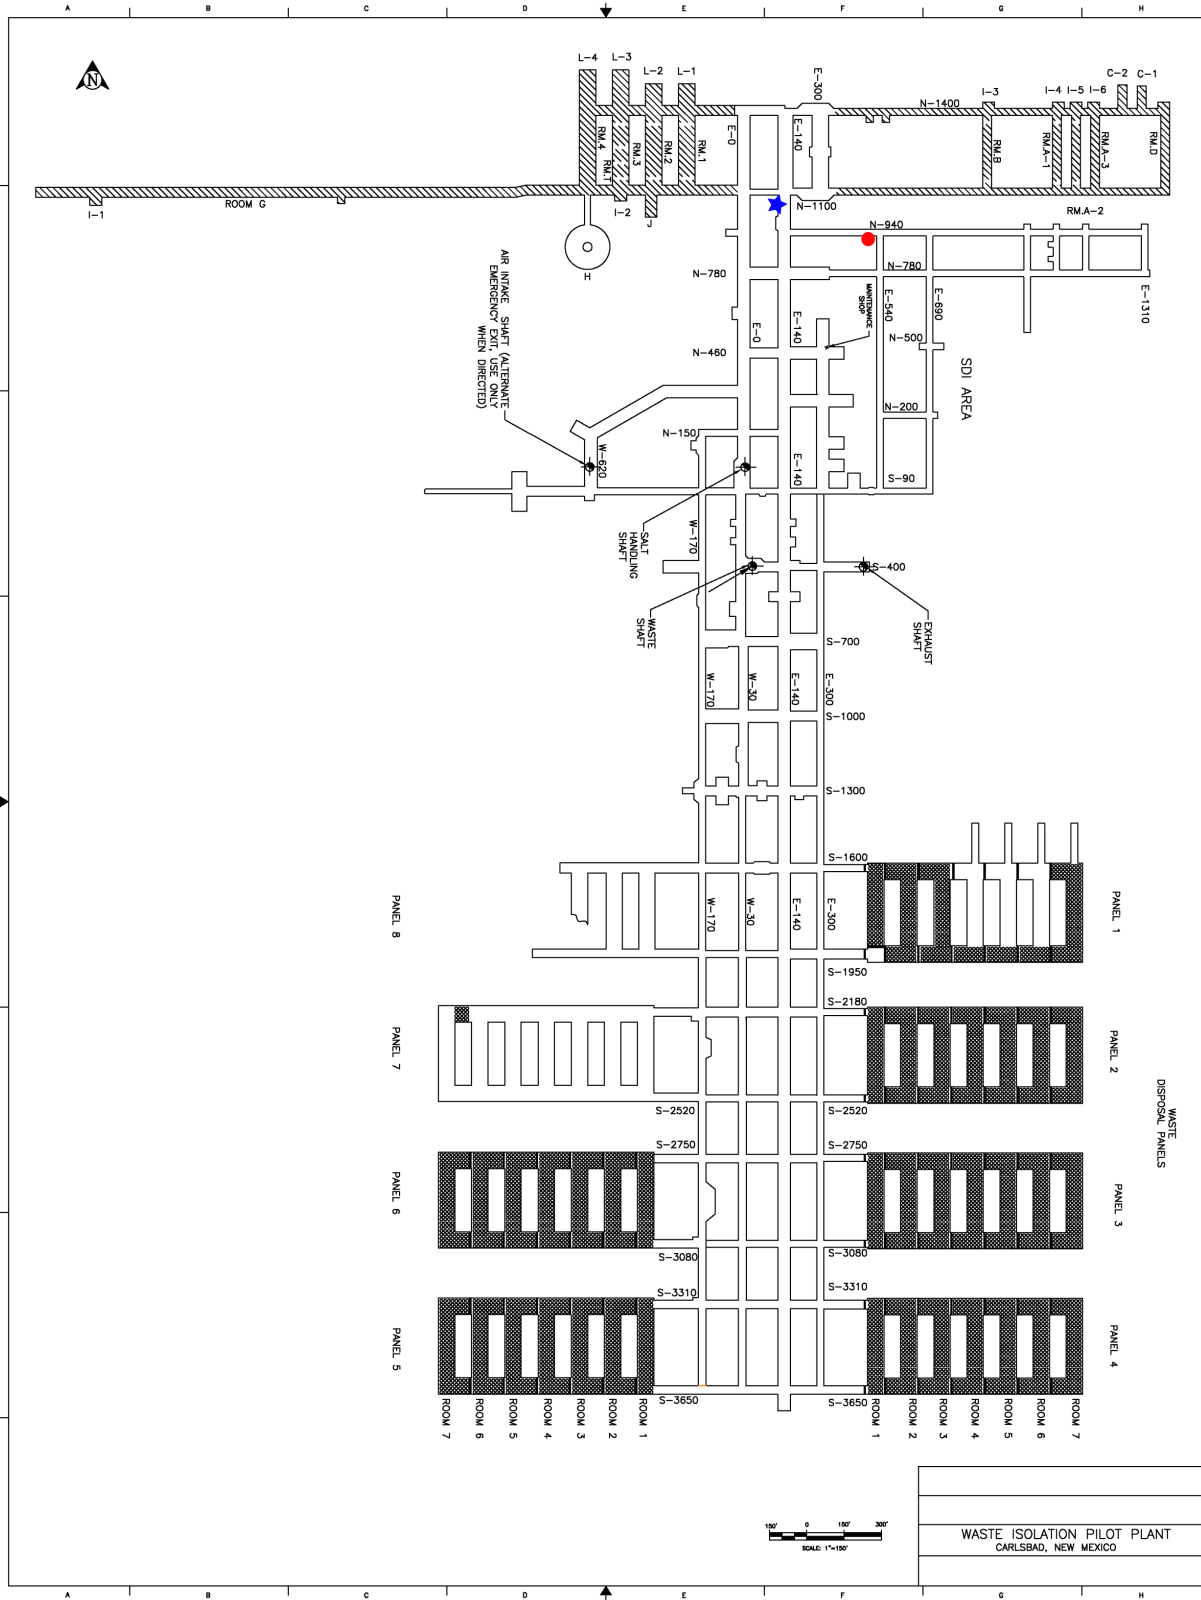 A B C D E F G H
N
L-4 L-3 L-2 L-1
E-300
C-2 C-1
I-3 I-4 I-5 I-6
N-1400
RM.4
RM.T
RM.3
RM.2
RM.1
E-0
E-140
RM.B
RM.A-1
RM.A-3
RM.D
I-1
ROOM G
I-2
J
N-1100
RM.A-2
N-940
H
N-780
N-780
AIR INTAKE SHAFT (ALTERNATE
EMERGENCY EXIT, USE ONLY
WHEN DIRECTED)
MAINTENANCE
SHOP
E-540
E-690
E-1310
E-0
E-140
N-500
N-460
SDI AREA
N-200
N-150
W-620
E-140
S-90
W-170
SALT
HANDLING
SHAFT
S-400
WASTE
SHAFT
EXHAUST
SHAFT
S-700
W-170
W-30
E-140
E-300
S-1000
S-1300
S-1600
PANEL 8
W-170
W-30
E-140
E-300
PANEL 1
S-1950
S-2180
PANEL 7
PANEL 2
WASTE
DISPOSAL PANELS
S-2520
S-2520
S-2750
S-2750
PANEL 6
PANEL 3
S-3080
S-3080
S-3310
S-3310
PANEL 5
PANEL 4
S-3650
S-3650
ROOM 7
ROOM 6
ROOM 5
ROOM 4
ROOM 3
ROOM 2
ROOM 1
ROOM 1
ROOM 2
ROOM 3
ROOM 4
ROOM 5
ROOM 6
ROOM 7
150' 0 150' 300'
SCALE: 1"=150'
WASTE ISOLATION PILOT PLANT
CARLSBAD, NEW MEXICO
A B C D E F G H